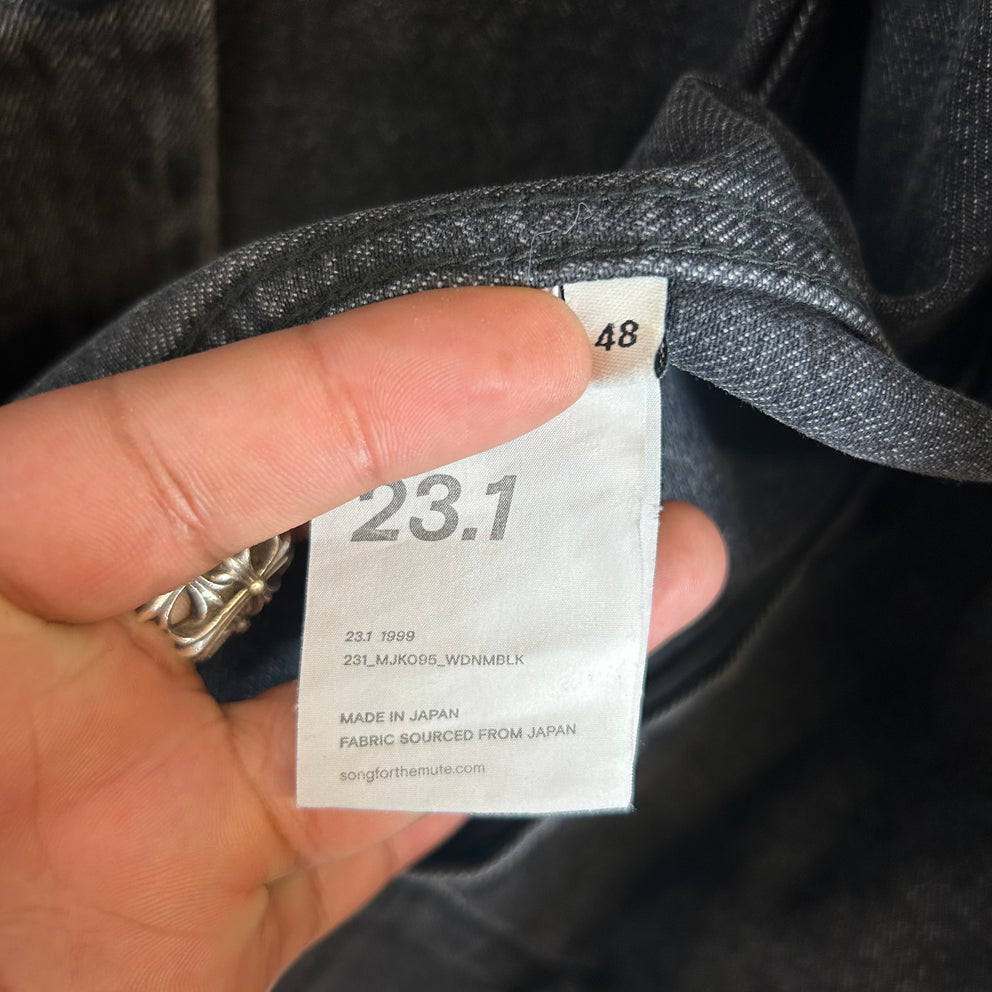 48
23.1
23.1 1999
231_MJK095_WDNMBLK
MADE IN JAPAN
FABRIC SOURCED FROM JAPAN
songforthemute.com